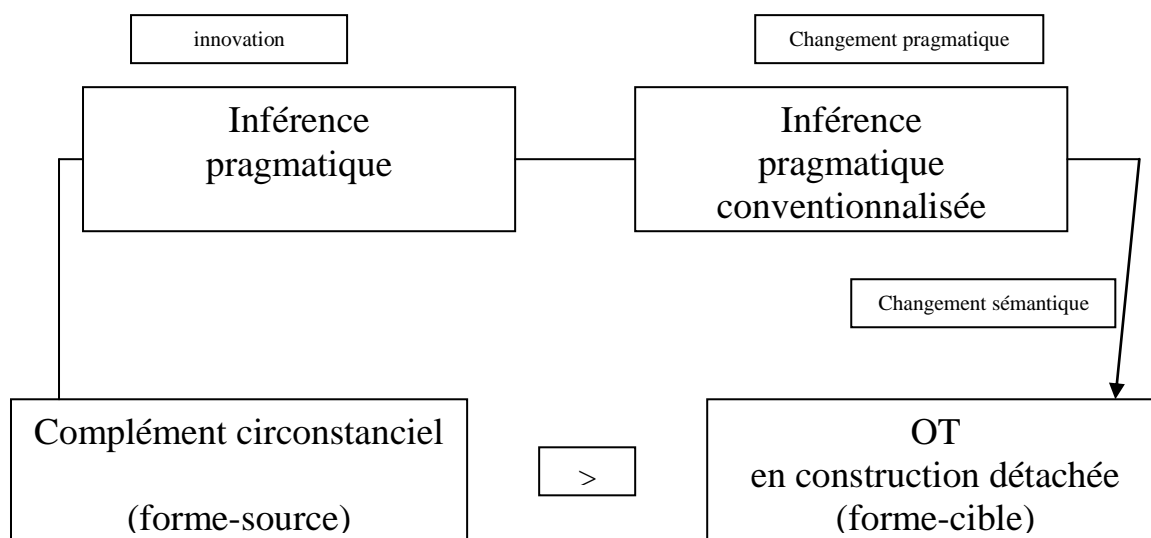 innovation
Changement pragmatique
Inférence
pragmatique
Inférence
pragmatique
conventionnalisée
Changement sémantique
Complément circonstanciel
(forme-source)
>
OT
en construction détachée
(forme-cible)